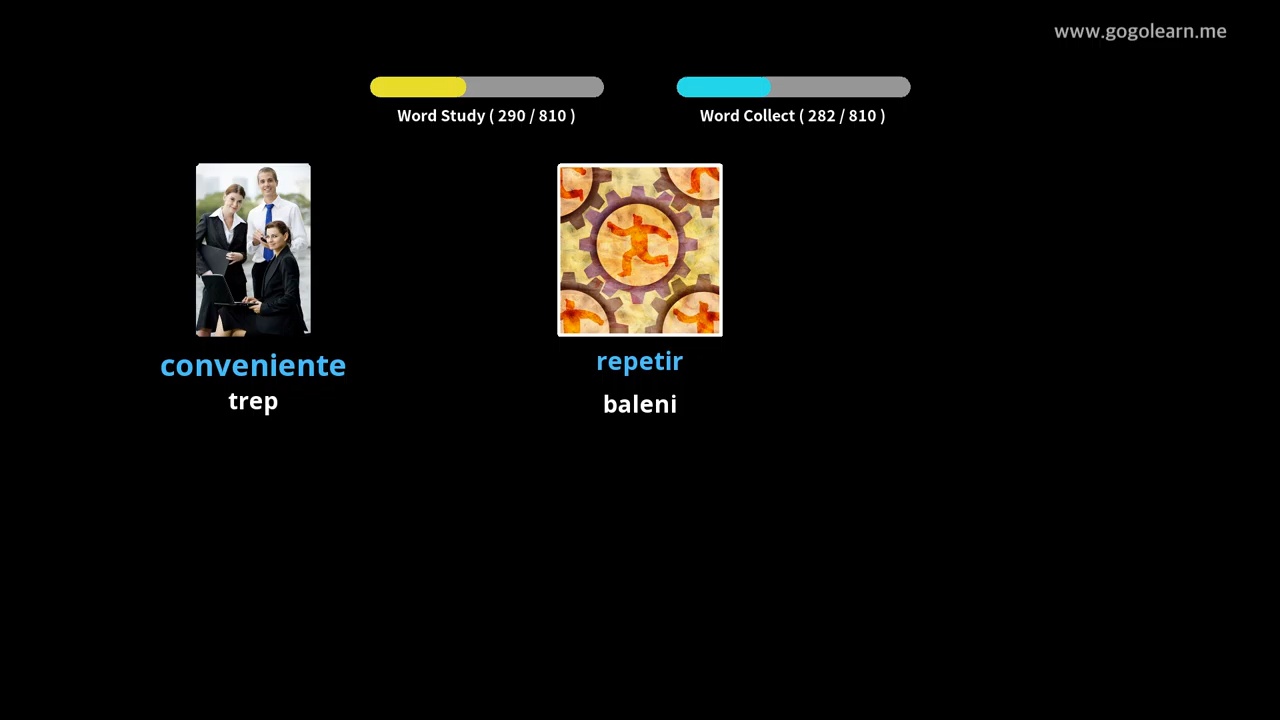 www.gogolearn.me
Word Study ( 290 / 810 )
Word Collect ( 282 / 810 )
conveniente
trep
repetir
baleni